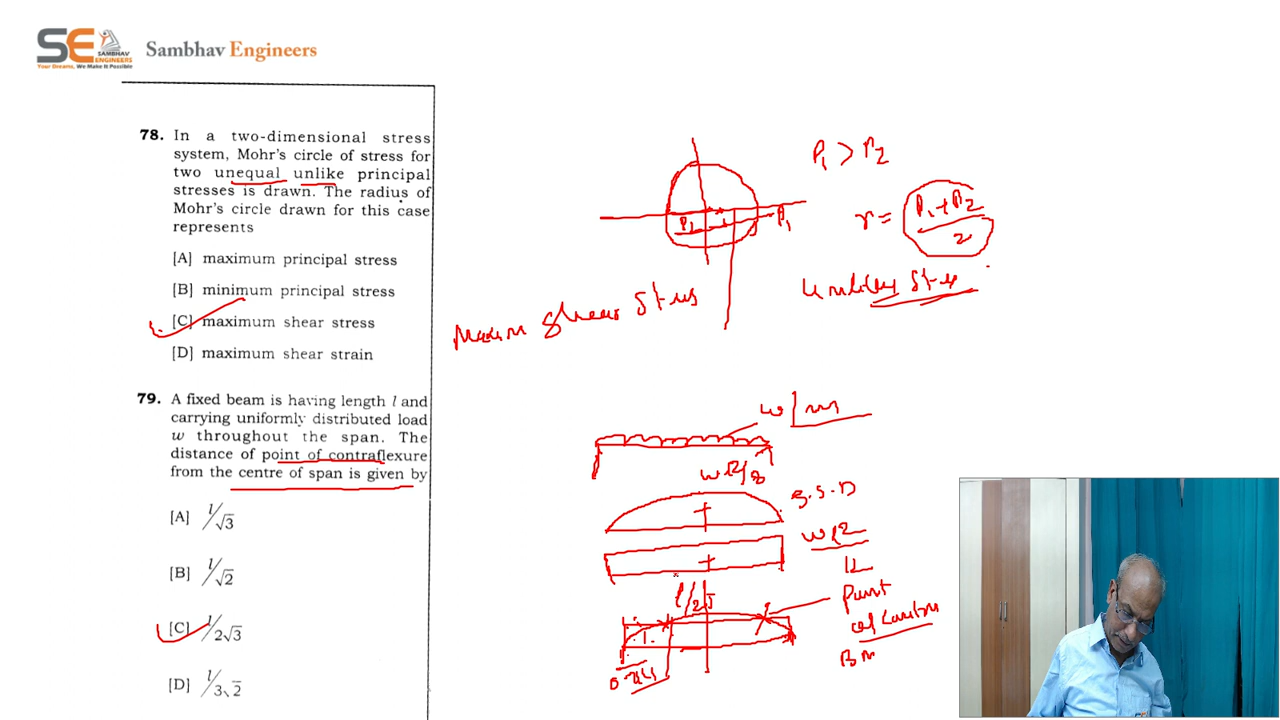 SE
SAMBHAV
ENGINEERS
Your Dreams, We Make It Possible
Sambhav Engineers
78. In a two-dimensional stress
system, Mohr's circle of stress for
two unequal unlike principal
stresses is drawn. The radius of
Mohr's circle drawn for this case
represents
[A] maximum principal stress
[B] minimum principal stress
[C] maximum shear stress
[D] maximum shear strain
79. A fixed beam is having length l and
carrying uniformly distributed load
w throughout the span. The
distance of point of contraflexure
from the centre of span is given by
[A] l/√3
[B] l/√2
[C] l/2√3
[D] l/3√2
P1 > P2
P2
P1
r = P1 + P2
2
shear stress
w/m
wl2/8
wl2
12
l/2√3
Point
of contra
BM